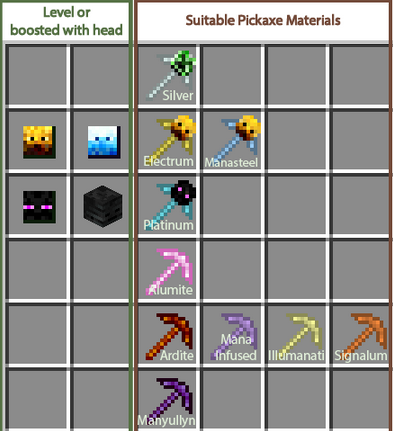 Level or
boosted with head
Suitable Pickaxe Materials
Silver
Electrum
Manasteel
Platinum
Alumite
Ardite
Mana
Infused
Illumanati
Signalum
Manyullyn